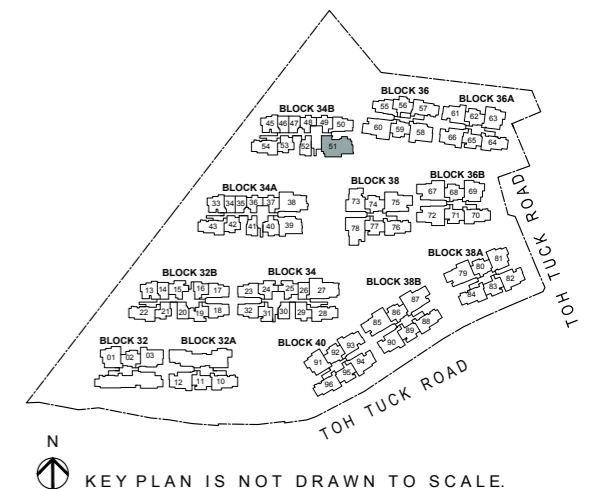 BLOCK 36
BLOCK 36A
55 56 57
61 62 63
60 59 58
66 65 64
BLOCK 34B
45 46 47 48 49 50
54 53 52 51
BLOCK 34A
33 34 35 36 37 38
43 42 41 40 39
BLOCK 38
73 74 75
78 77 76
BLOCK 36B
67 68 69
72 71 70
TOH TUCK ROAD
BLOCK 32B
13 14 15 16 17
22 21 20 19 18
BLOCK 34
23 24 25 26 27
32 31 30 29 28
BLOCK 38B
85 86 87
90 89 88
BLOCK 38A
79 80 81
84 83 82
BLOCK 32
01 02 03
BLOCK 32A
12 11 10
BLOCK 40
91 92 93
96 95 94
TOH TUCK ROAD
N
KEY PLAN IS NOT DRAWN TO SCALE.